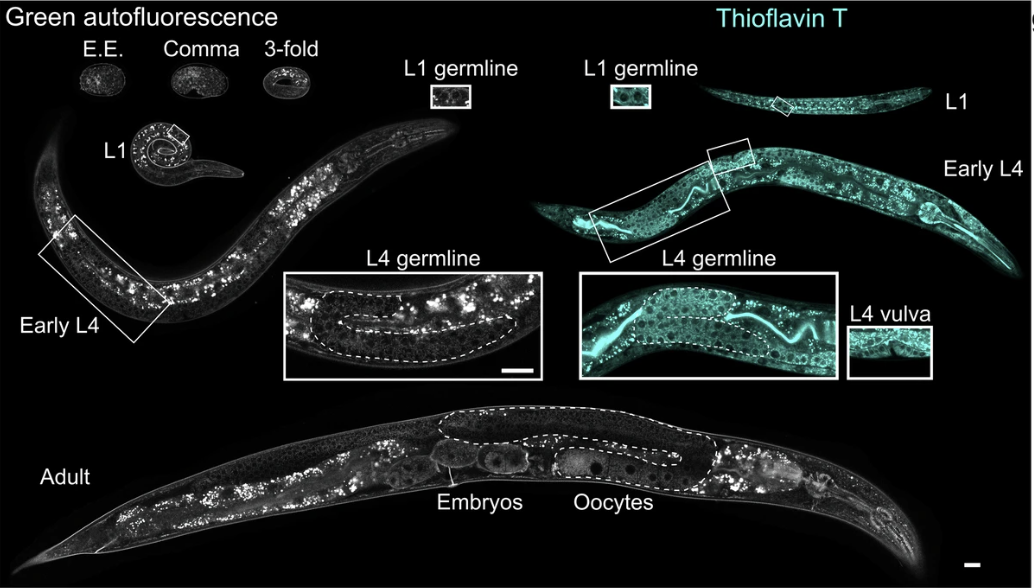 Green autofluorescence
Thioflavin T
E.E.
Comma
3-fold
L1 germline
L1 germline
L1
L1
Early L4
L4 germline
L4 germline
L4 vulva
Early L4
Adult
Embryos
Oocytes